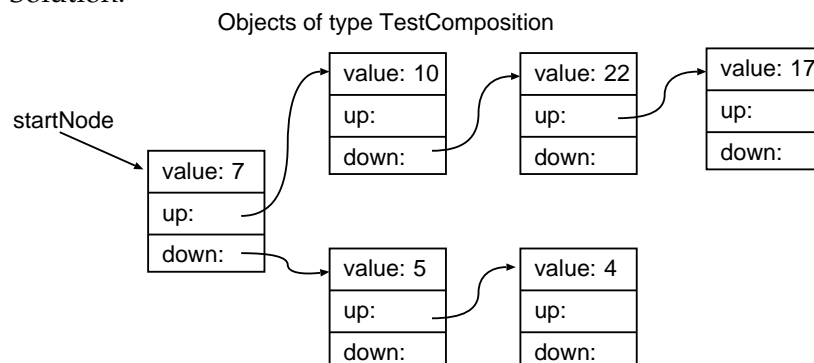 Solution:
Objects of type TestComposition
value: 10
up:
down:
value: 22
up:
down:
value: 17
up:
down:
startNode
value: 7
up:
down:
value: 5
up:
down:
value: 4
up:
down: